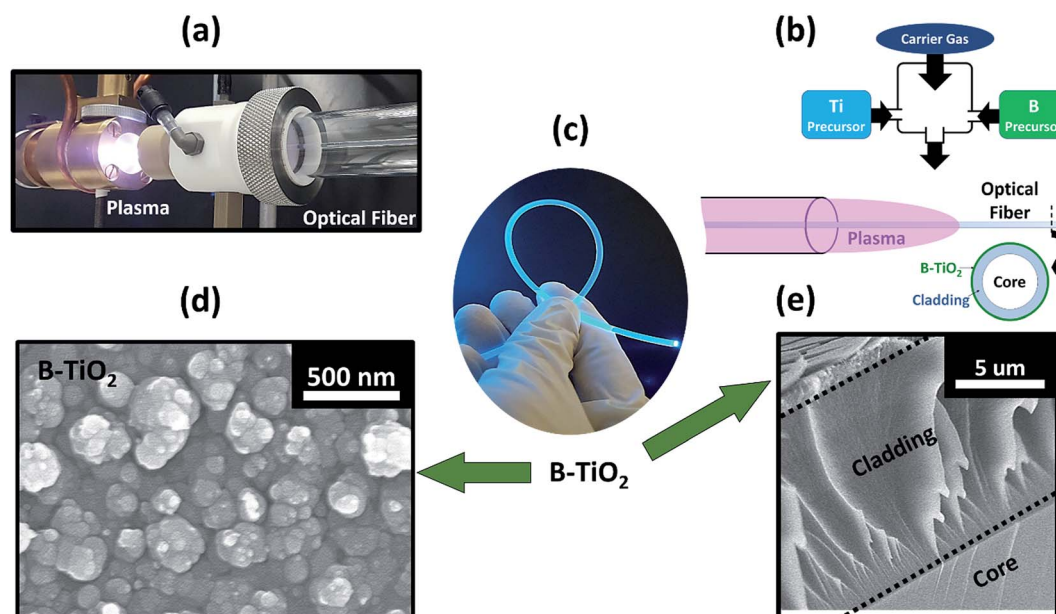 (a)
Plasma
Optical Fiber
(b)
Carrier Gas
Ti
Precursor
B
Precursor
Optical
Fiber
Plasma
B-TiO₂
Core
Cladding
(c)
(d)
B-TiO₂
500 nm
B-TiO₂
(e)
5 um
Cladding
Core